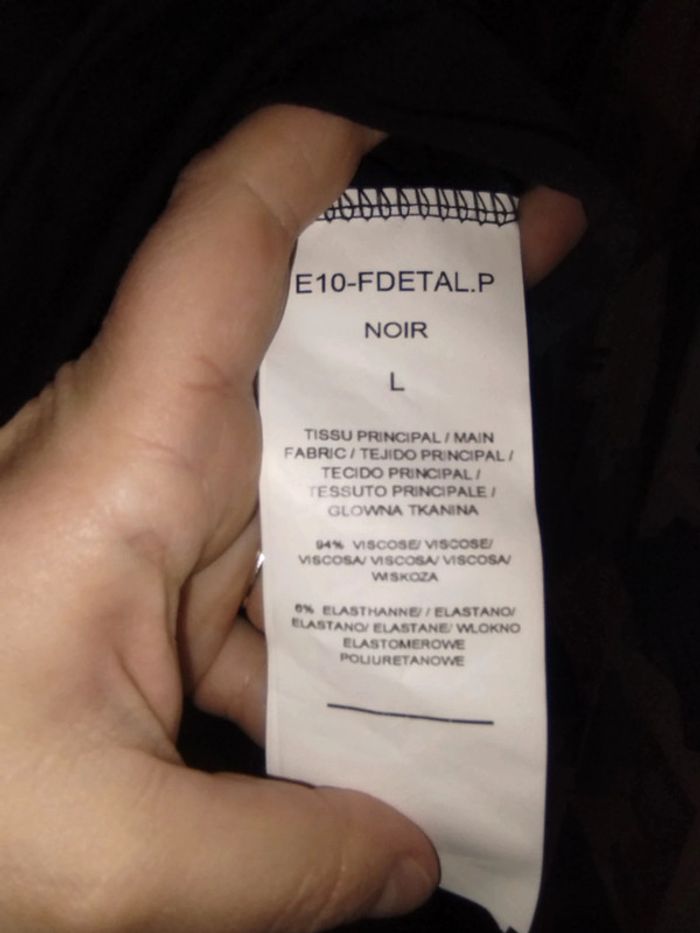 E10-FDETAL.P
NOIR
L
TISSU PRINCIPAL / MAIN
FABRIC / TEJIDO PRINCIPAL /
TECIDO PRINCIPAL /
TESSUTO PRINCIPALE /
GLOWNA TKANINA
94% VISCOSE/ VISCOSE/
VISCOSA/ VISCOSA/ VISCOSA/
WISKOZA
6% ELASTHANNE/ / ELASTANO/
ELASTANO/ ELASTANE/ WLOKNO
ELASTOMEROWE
POLIURETANOWE